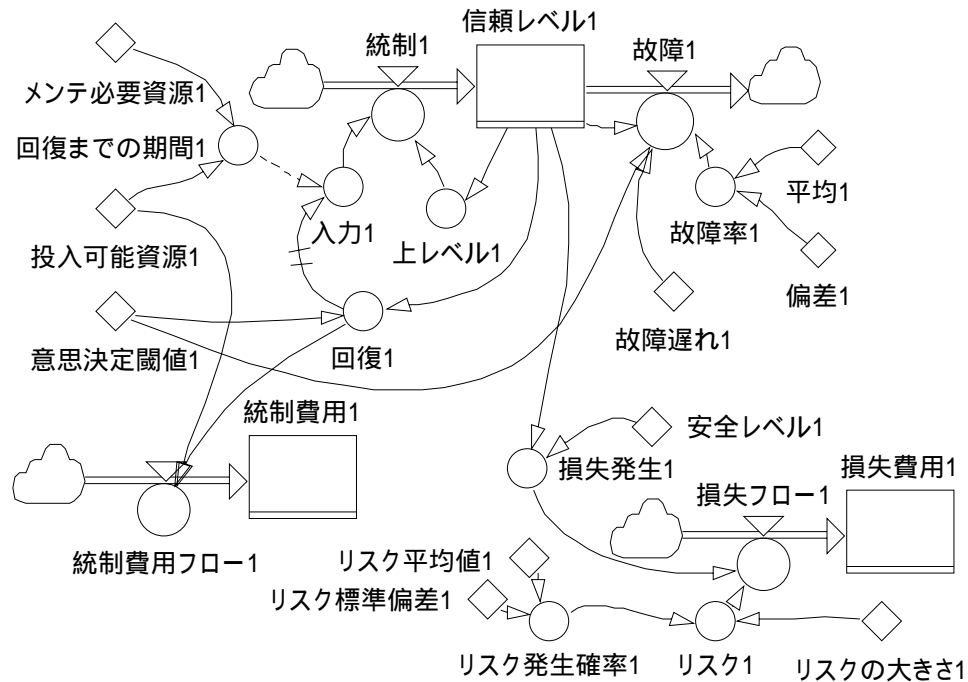 信頼レベル1
統制1
故障1
メンテ必要資源1
回復までの期間1
平均1
入力1
上レベル1
故障率1
投入可能資源1
偏差1
故障遅れ1
意思決定閾値1
回復1
統制費用1
安全レベル1
損失発生1
損失費用1
損失フロー1
統制費用フロー1
リスク平均値1
リスク標準偏差1
リスク発生確率1
リスク1
リスクの大きさ1